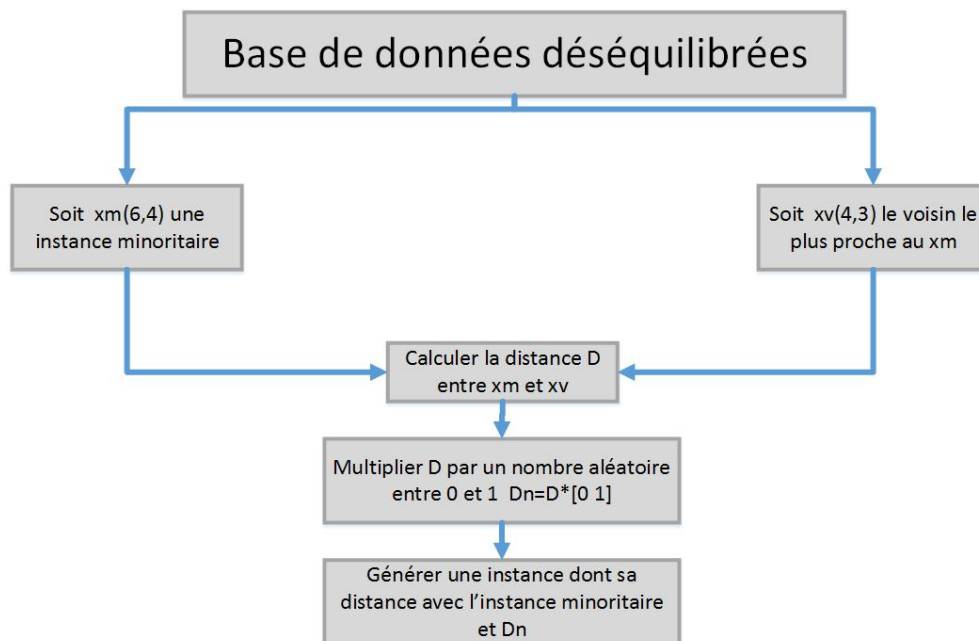 Base de données déséquilibrées
Soit xm(6,4) une
instance minoritaire
Soit xv(4,3) le voisin le
plus proche au xm
Calculer la distance D
entre xm et xv
Multiplier D par un nombre aléatoire
entre 0 et 1 Dn=D*[0 1]
Générer une instance dont sa
distance avec l’instance minoritaire
et Dn